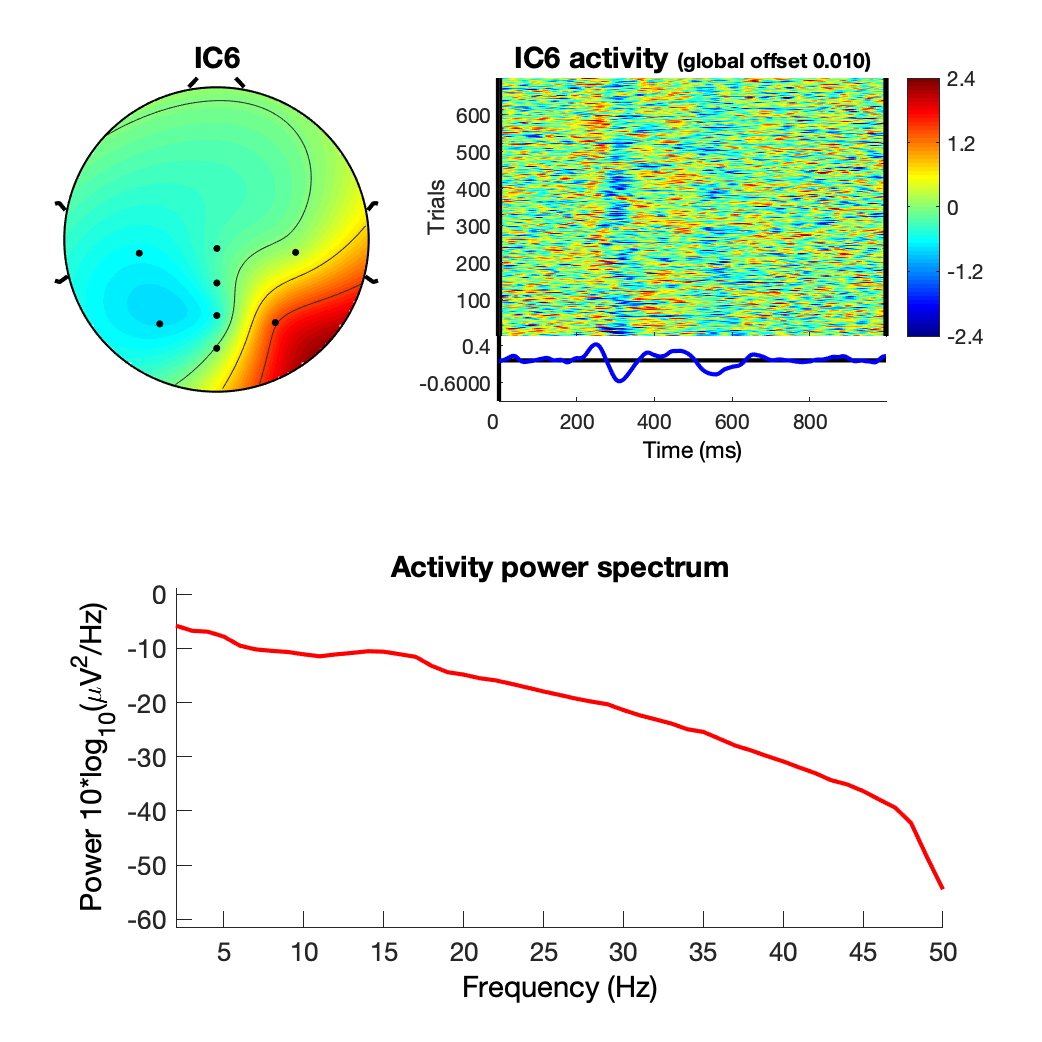 IC6
IC6 activity (global offset 0.010)
Trials
600
500
400
300
200
100
0.4
-0.6000
0 200 400 600 800
Time (ms)
2.4
1.2
0
-1.2
-2.4
Activity power spectrum
Power 10*log10(μV2/Hz)
0
-10
-20
-30
-40
-50
-60
5 10 15 20 25 30 35 40 45 50
Frequency (Hz)